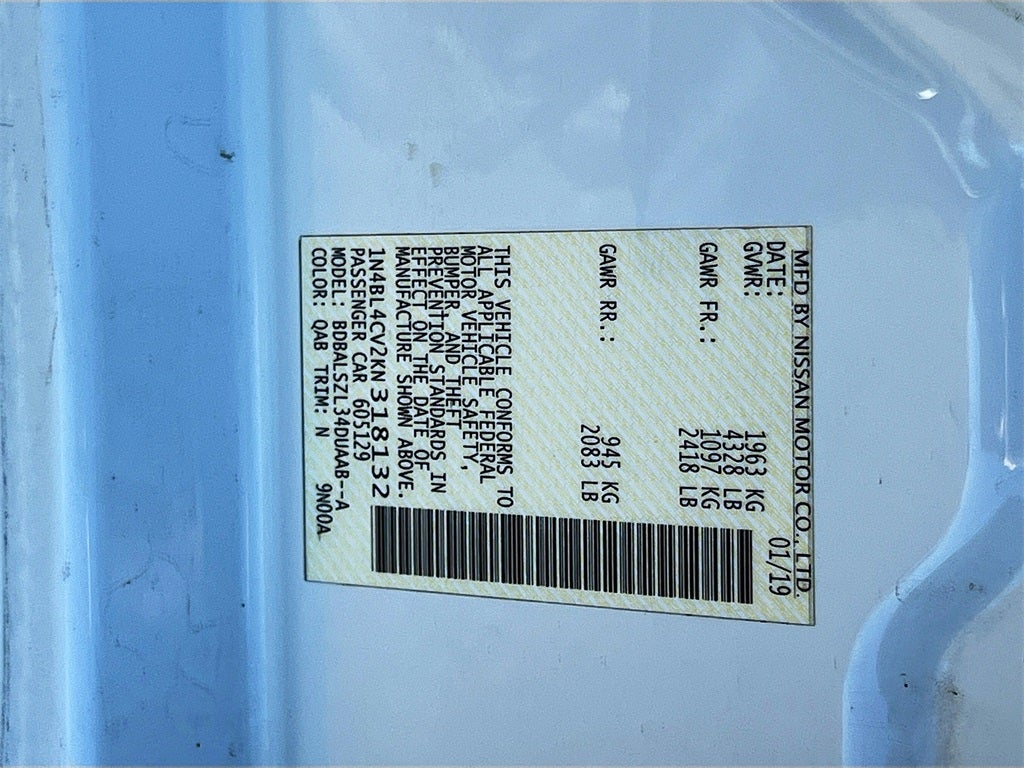 MFD BY NISSAN MOTOR CO., LTD.
DATE: 01/19
GVWR: 1963 KG
4328 LB
GAWR FR.: 1097 KG
2418 LB
GAWR RR.: 945 KG
2083 LB
THIS VEHICLE CONFORMS TO
ALL APPLICABLE FEDERAL
MOTOR VEHICLE SAFETY,
BUMPER, AND THEFT
PREVENTION STANDARDS IN
EFFECT ON THE DATE OF
MANUFACTURE SHOWN ABOVE.
1N4BL4CV2KN318132
PASSENGER CAR 605129
MODEL: BDBALSZL34DUAAB--A
COLOR: QAB TRIM: N 9N00A